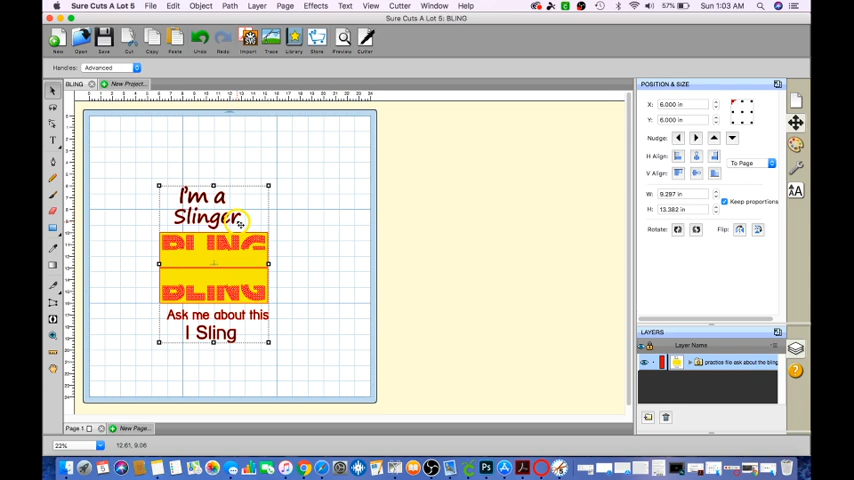 Sure Cuts A Lot 5 File Edit Object Path Layer Page Effects Text View Cutter Window Help 57% Sun 1:03 AM
Sure Cuts A Lot 5: BLING
New Open Save Cut Copy Paste Undo Redo Import Trace Library Store Preview Cutter
Handles: Advanced
BLING New Project...
POSITION & SIZE
X: 6.000 in
Y: 6.000 in
Nudge:
H Align:
To Page
V Align:
W: 9.297 in
Keep proportions
H: 13.382 in
Rotate: Flip:
I'm a
Slinger
BLING
BLING
Ask me about this
I Sling
LAYERS
Layer Name
practice file ask about the bling
Page 1 New Page...
22% 12.61, 9.06